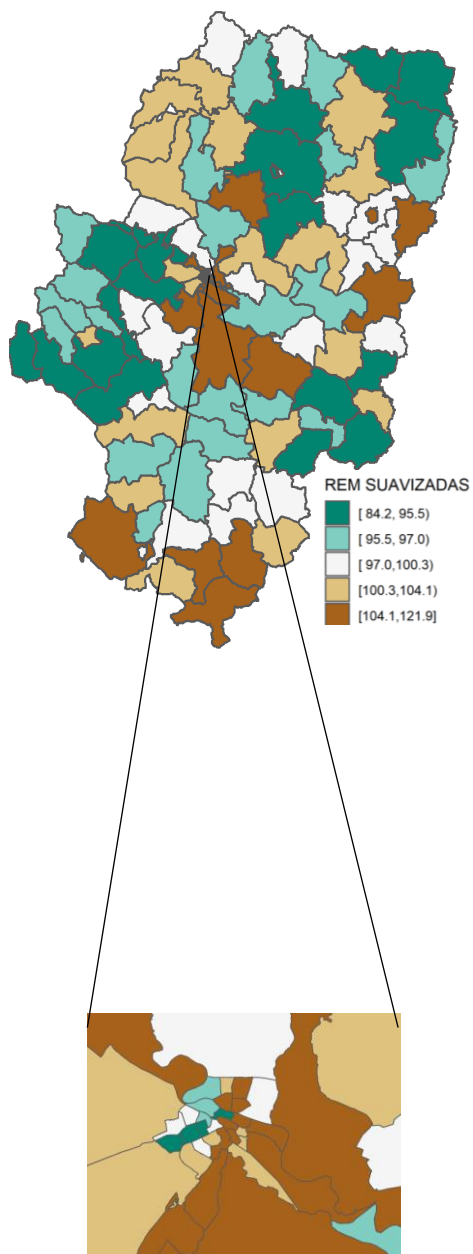 REM SUAVIZADAS
[ 84.2, 95.5)
[ 95.5, 97.0)
[ 97.0,100.3)
[100.3,104.1)
[104.1,121.9]